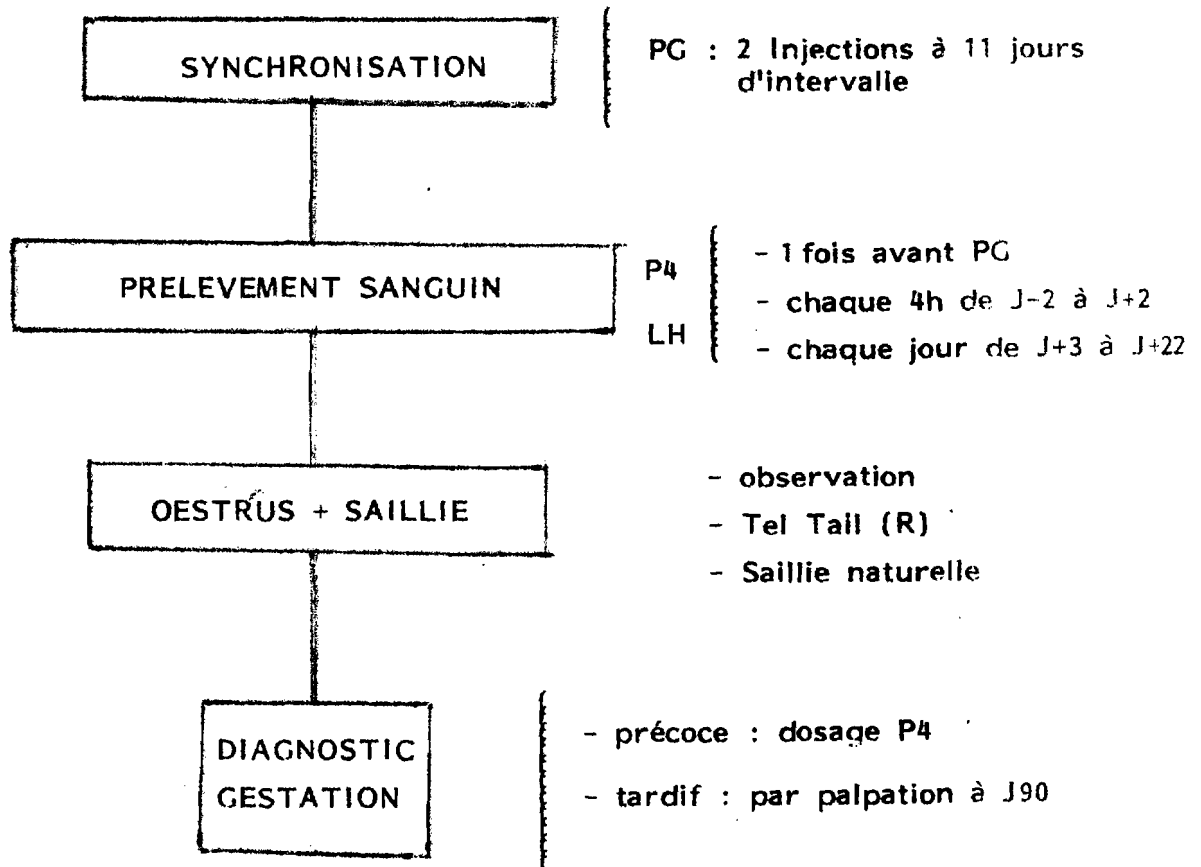 SYNCHRONISATION
PG : 2 Injections à 11 jours
d'intervalle
PRELEVEMENT SANGUIN
P4
LH
- 1 fois avant PG
- chaque 4h de J-2 à J+2
- chaque jour de J+3 à J+22
OESTRUS + SAILLIE
- observation
- Tel Tail (R)
- Saillie naturelle
DIAGNOSTIC
GESTATION
- précoce : dosage P4
- tardif : par palpation à J90